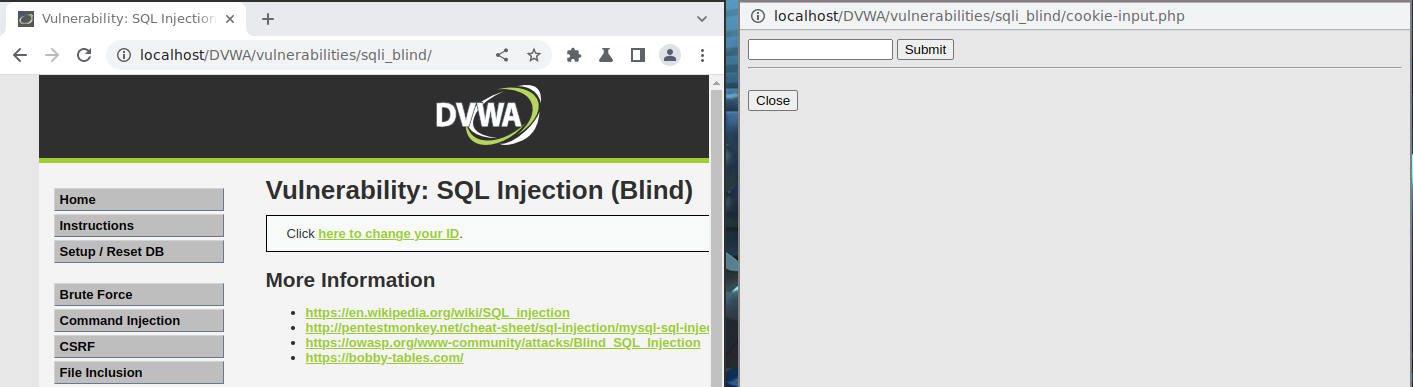 Vulnerability: SQL Injection
localhost/DVWA/vulnerabilities/sqli_blind/
DVWA
Home
Instructions
Setup / Reset DB
Brute Force
Command Injection
CSRF
File Inclusion
Vulnerability: SQL Injection (Blind)
Click here to change your ID.
More Information
https://en.wikipedia.org/wiki/SQL_injection
http://pentestmonkey.net/cheat-sheet/sql-injection/mysql-sql-injec
https://owasp.org/www-community/attacks/Blind_SQL_Injection
https://bobby-tables.com/
localhost/DVWA/vulnerabilities/sqli_blind/cookie-input.php
Submit
Close